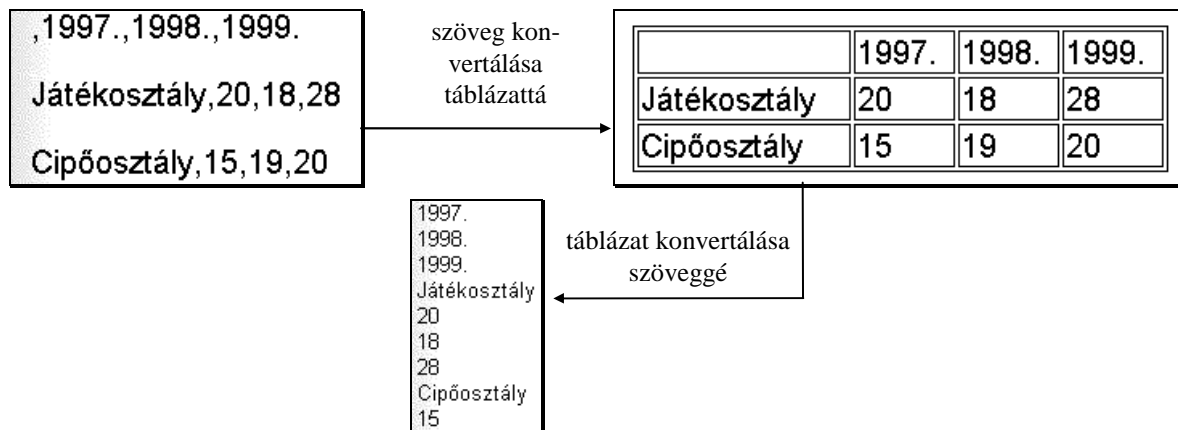 ,1997.,1998.,1999.
Játékosztály,20,18,28
Cipőosztály,15,19,20
szöveg kon-
vertálása
táblázattá
1997. 1998. 1999.
Játékosztály 20 18 28
Cipőosztály 15 19 20
táblázat konvertálása
szöveggé
1997.
1998.
1999.
Játékosztály
20
18
28
Cipőosztály
15